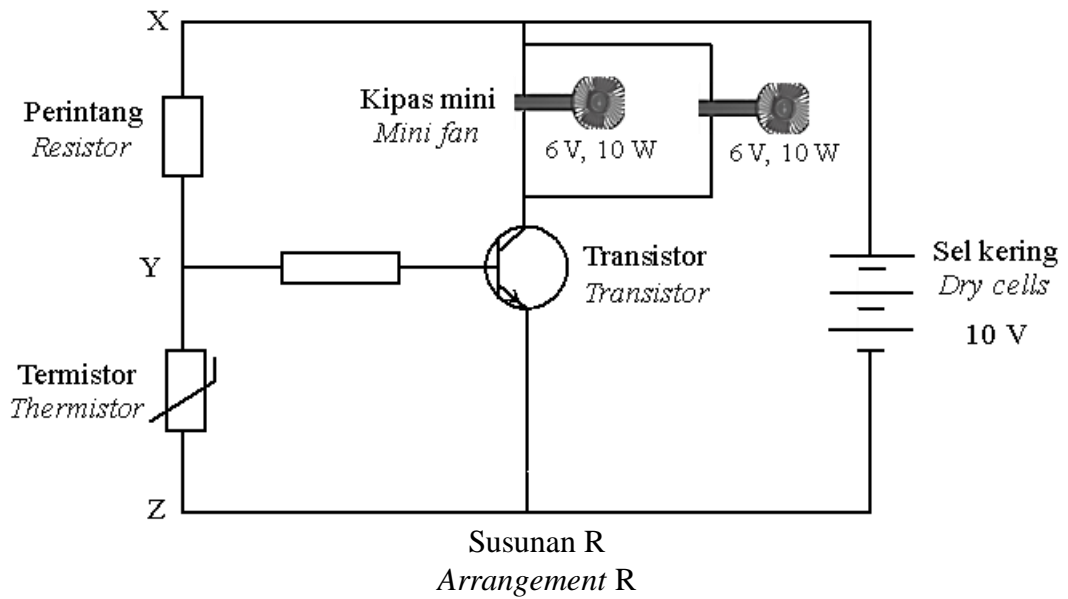 X
Perintang
Resistor
Kipas mini
Mini fan
6 V, 10 W
6 V, 10 W
Y
Transistor
Transistor
Sel kering
Dry cells
10 V
Termistor
Thermistor
Z
Susunan R
Arrangement R